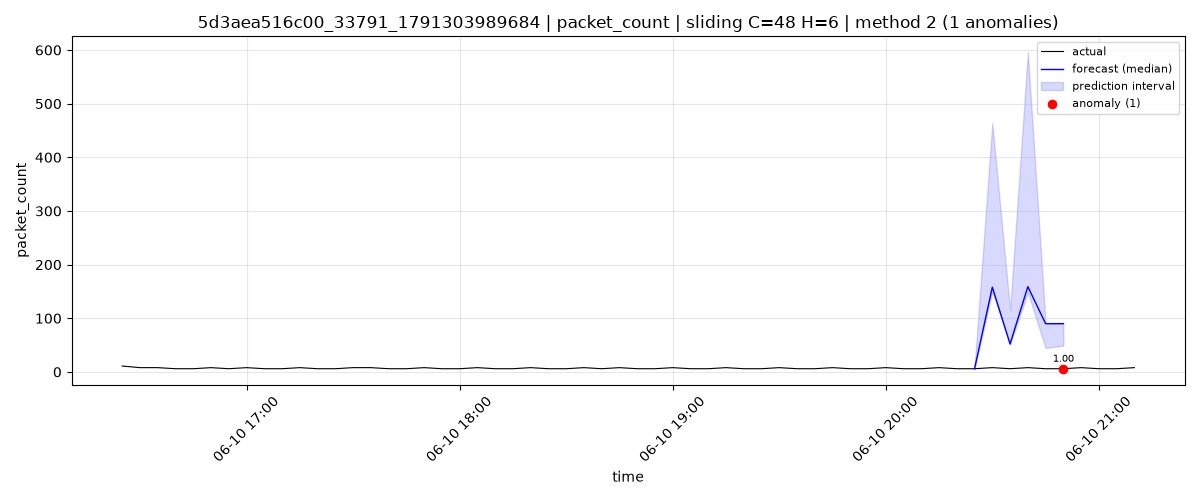 5d3aea516c00_33791_1791303989684 | packet_count | sliding C=48 H=6 | method 2 (1 anomalies)
600
500
400
300
200
100
0
packet_count
actual
forecast (median)
prediction interval
anomaly (1)
1.00
06-10 17:00
06-10 18:00
06-10 19:00
06-10 20:00
06-10 21:00
time